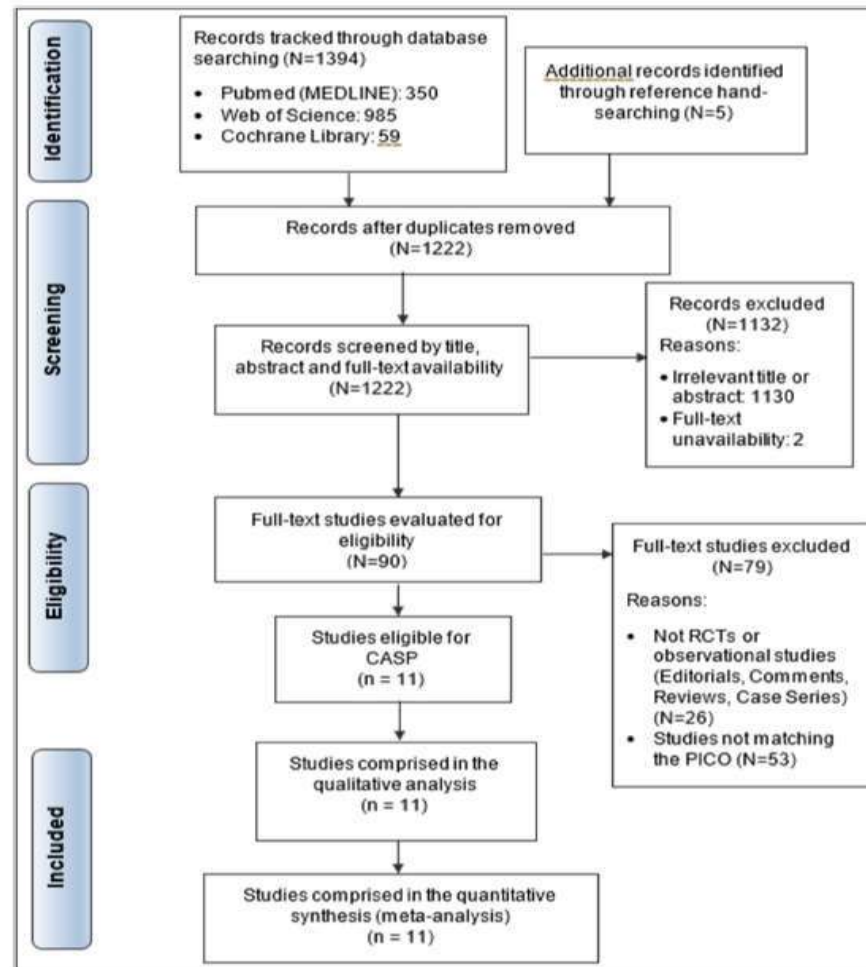 Identification
Records tracked through database
searching (N=1394)
• Pubmed (MEDLINE): 350
• Web of Science: 985
• Cochrane Library: 59
Additional records identified
through reference hand-
searching (N=5)
Screening
Records after duplicates removed
(N=1222)
Records screened by title,
abstract and full-text availability
(N=1222)
Records excluded
(N=1132)
Reasons:
• Irrelevant title or
abstract: 1130
• Full-text
unavailability: 2
Eligibility
Full-text studies evaluated for
eligibility
(N=90)
Full-text studies excluded
(N=79)
Reasons:
• Not RCTs or
observational studies
(Editorials, Comments,
Reviews, Case Series)
(N=26)
• Studies not matching
the PICO (N=53)
Studies eligible for
CASP
(n = 11)
Included
Studies comprised in the
qualitative analysis
(n = 11)
Studies comprised in the quantitative
synthesis (meta-analysis)
(n = 11)